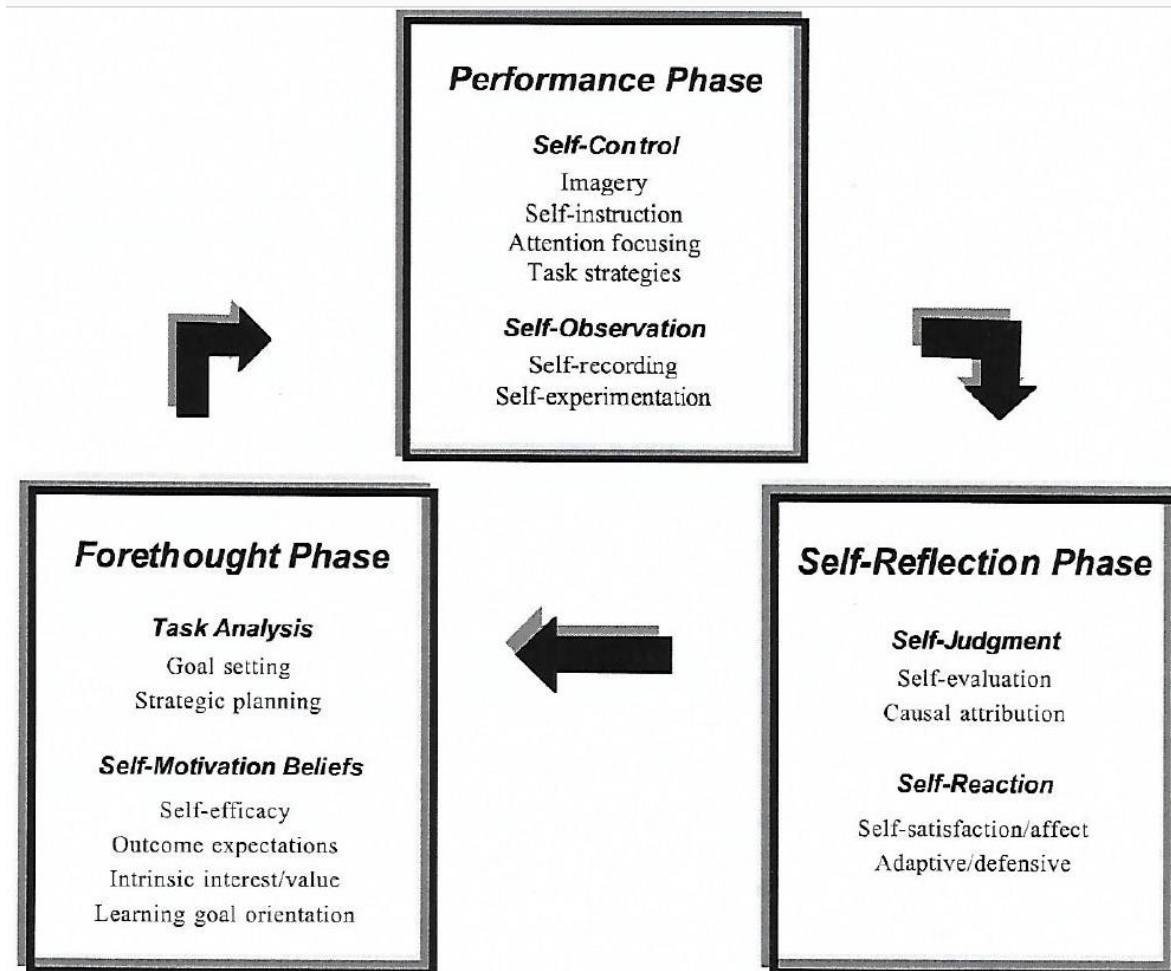 Performance Phase
Self-Control
Imagery
Self-instruction
Attention focusing
Task strategies
Self-Observation
Self-recording
Self-experimentation
Forethought Phase
Task Analysis
Goal setting
Strategic planning
Self-Motivation Beliefs
Self-efficacy
Outcome expectations
Intrinsic interest/value
Learning goal orientation
Self-Reflection Phase
Self-Judgment
Self-evaluation
Causal attribution
Self-Reaction
Self-satisfaction/affect
Adaptive/defensive